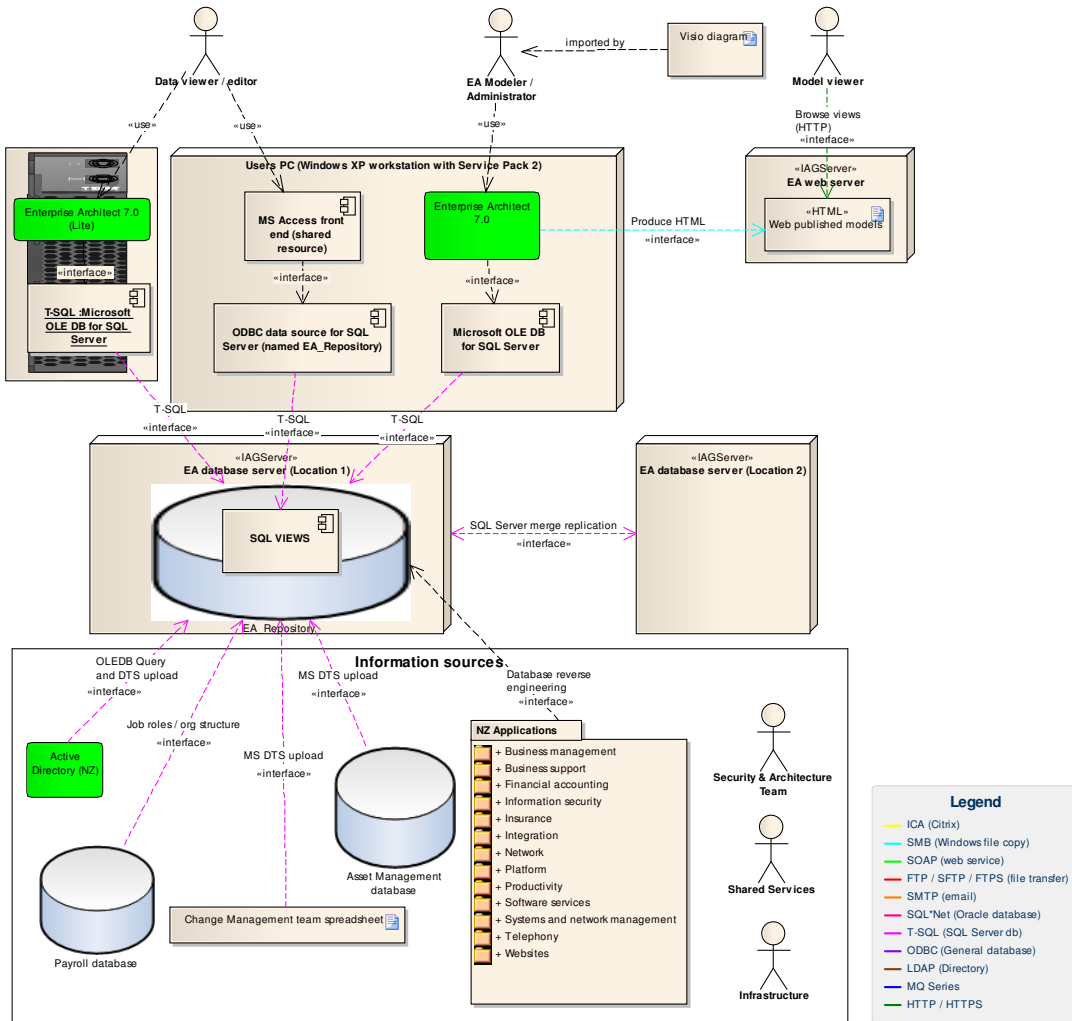 Data viewer / editor
EA Modeler /
Administrator
imported by
Visio diagram
Model viewer
«use»
«use»
«use»
Browse views
(HTTP)
«interface»
Users PC (Windows XP workstation with Service Pack 2)
Enterprise Architect 7.0
(Lite)
«interface»
T-SQL :Microsoft
OLE DB for SQL
Server
MS Access front
end (shared
resource)
«interface»
ODBC data source for SQL
Server (named EA_Repository)
Enterprise Architect
7.0
«interface»
Microsoft OLE DB
for SQL Server
Produce HTML
«interface»
«IAGServer»
EA web server
«HTML»
Web published models
T-SQL
«interface»
T-SQL
«interface»
T-SQL
«interface»
«IAGServer»
EA database server (Location 1)
SQL VIEWS
EA_Repository
SQL Server merge replication
«interface»
«IAGServer»
EA database server (Location 2)
Information sources
OLEDB Query
and DTS upload
«interface»
Job roles / org structure
«interface»
MS DTS upload
«interface»
MS DTS upload
«interface»
Database reverse
engineering
«interface»
Active
Directory (NZ)
Payroll database
Change Management team spreadsheet
Asset Management
database
NZ Applications
+ Business management
+ Business support
+ Financial accounting
+ Information security
+ Insurance
+ Integration
+ Network
+ Platform
+ Productivity
+ Software services
+ Systems and network management
+ Telephony
+ Websites
Security & Architecture
Team
Shared Services
Infrastructure
Legend
ICA (Citrix)
SMB (Windows file copy)
SOAP (web service)
FTP / SFTP / FTPS (file transfer)
SMTP (email)
SQL*Net (Oracle database)
T-SQL (SQL Server db)
ODBC (General database)
LDAP (Directory)
MQ Series
HTTP / HTTPS